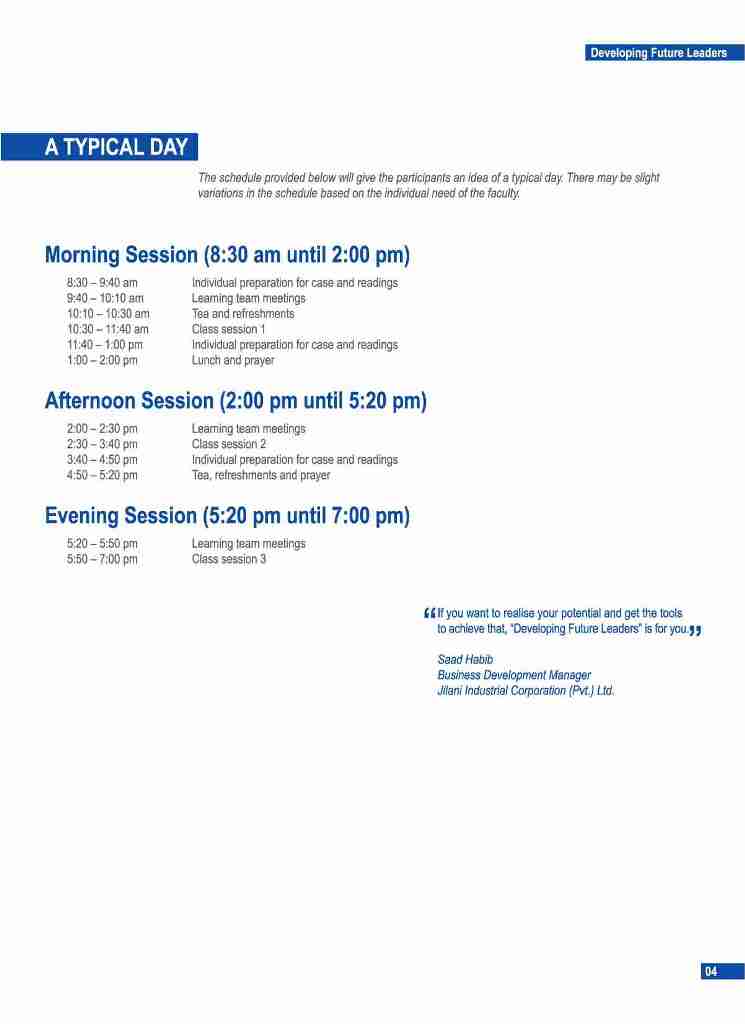 Developing Future Leaders
A TYPICAL DAY
The schedule provided below will give the participants an idea of a typical day. There may be slight
variations in the schedule based on the individual need of the faculty.
Morning Session (8:30 am until 2:00 pm)
8:30 – 9:40 am Individual preparation for case and readings
9:40 – 10:10 am Learning team meetings
10:10 – 10:30 am Tea and refreshments
10:30 – 11:40 am Class session 1
11:40 – 1:00 pm Individual preparation for case and readings
1:00 – 2:00 pm Lunch and prayer
Afternoon Session (2:00 pm until 5:20 pm)
2:00 – 2:30 pm Learning team meetings
2:30 – 3:40 pm Class session 2
3:40 – 4:50 pm Individual preparation for case and readings
4:50 – 5:20 pm Tea, refreshments and prayer
Evening Session (5:20 pm until 7:00 pm)
5:20 – 5:50 pm Learning team meetings
5:50 – 7:00 pm Class session 3
“If you want to realise your potential and get the tools
to achieve that, “Developing Future Leaders” is for you.”
Saad Habib
Business Development Manager
Jilani Industrial Corporation (Pvt.) Ltd.
04